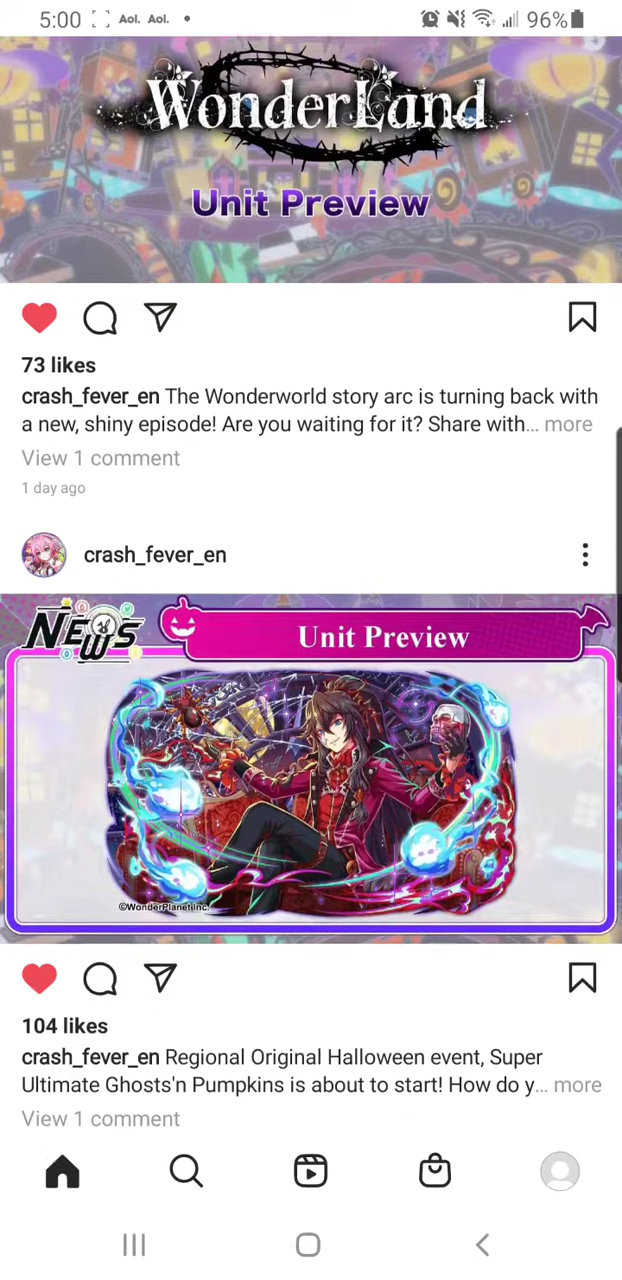 5:00 Aol. Aol. 96%
WonderLand
Unit Preview
73 likes
crash_fever_en The Wonderworld story arc is turning back with
a new, shiny episode! Are you waiting for it? Share with... more
View 1 comment
1 day ago
crash_fever_en
NEWS
Unit Preview
©WonderPlanet Inc.
104 likes
crash_fever_en Regional Original Halloween event, Super
Ultimate Ghosts'n Pumpkins is about to start! How do y... more
View 1 comment